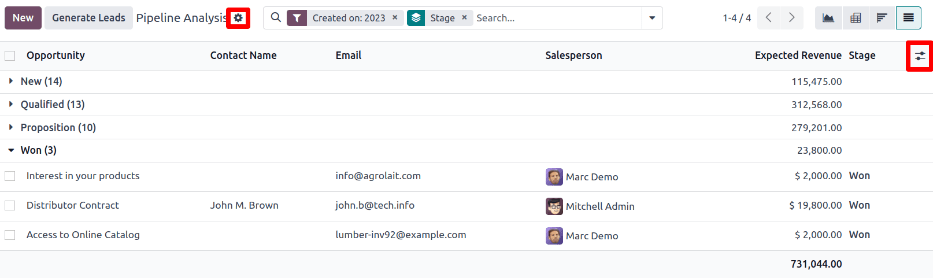 New Generate Leads Pipeline Analysis Created on: 2023 × Stage × Search... 1-4 / 4
Opportunity Contact Name Email Salesperson Expected Revenue Stage
New (14) 115,475.00
Qualified (13) 312,568.00
Proposition (10) 279,201.00
Won (3) 23,800.00
Interest in your products info@agrolait.com Marc Demo $ 2,000.00 Won
Distributor Contract John M. Brown john.b@tech.info Mitchell Admin $ 19,800.00 Won
Access to Online Catalog lumber-inv92@example.com Marc Demo $ 2,000.00 Won
731,044.00